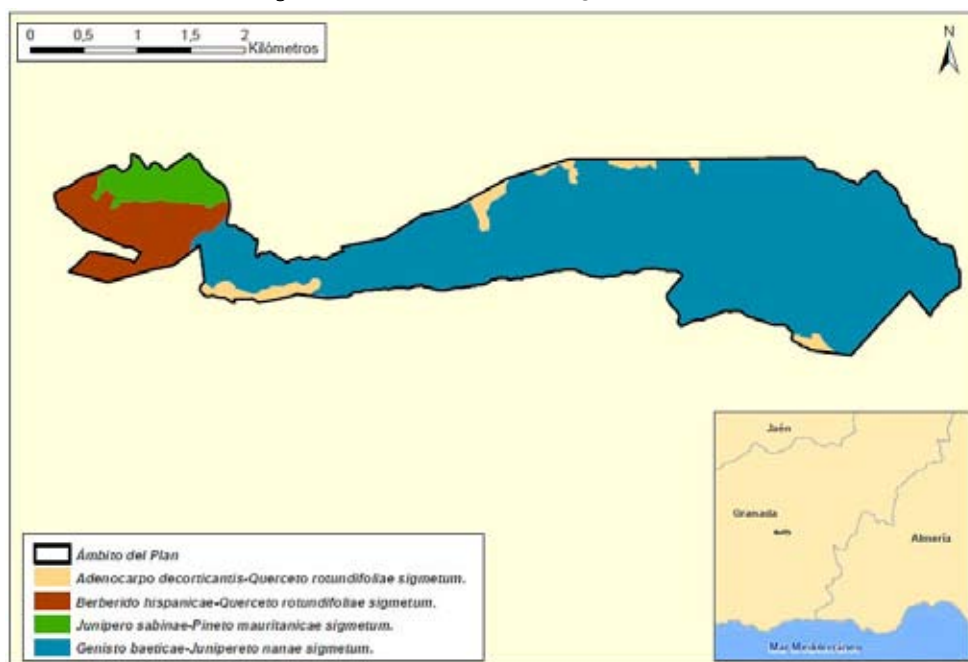 0 0,5 1 1,5 2
Kilómetros
N
Jaén
Granada
Almería
Mar Mediterráneo
Ámbito del Plan
Adenocarpo decorticantis-Querceto rotundifoliae sigmetum.
Berberido hispanicae-Querceto rotundifoliae sigmetum.
Junipero sabinae-Pineto mauritanicae sigmetum.
Genisto baeticae-Junipereto nanae sigmetum.